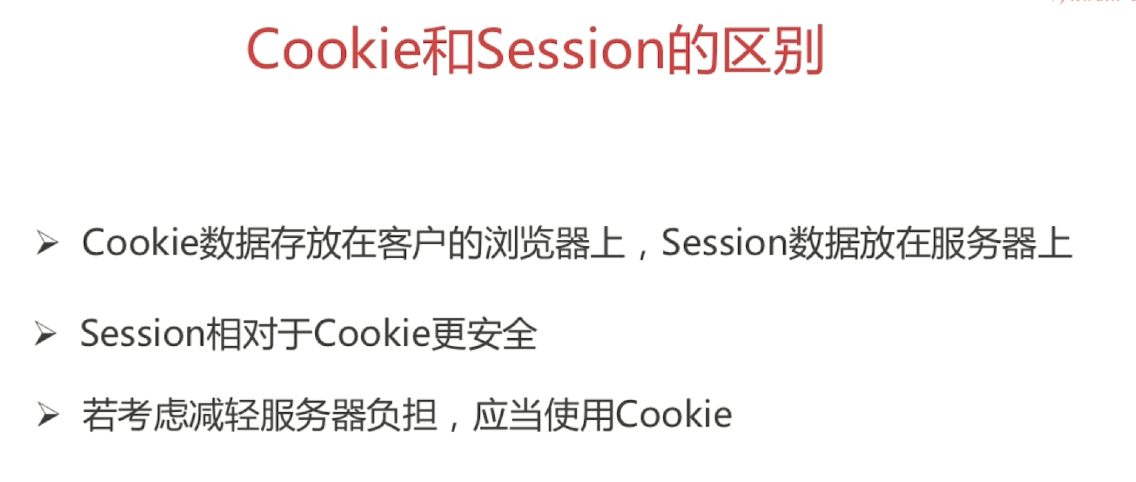 Cookie和Session的区别
➢ Cookie数据存放在客户的浏览器上，Session数据放在服务器上
➢ Session相对于Cookie更安全
➢ 若考虑减轻服务器负担，应当使用Cookie